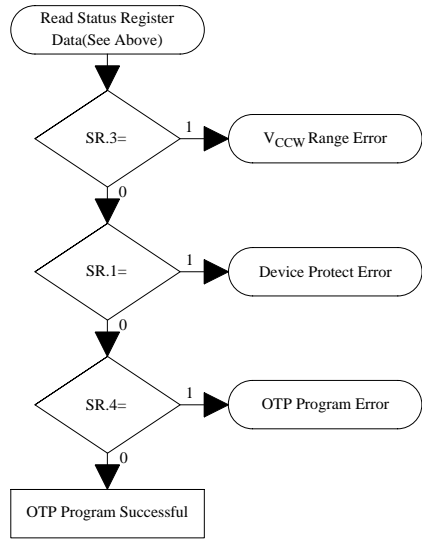 Read Status Register
Data(See Above)
SR.3=
1
VCCW Range Error
0
SR.1=
1
Device Protect Error
0
SR.4=
1
OTP Program Error
0
OTP Program Successful